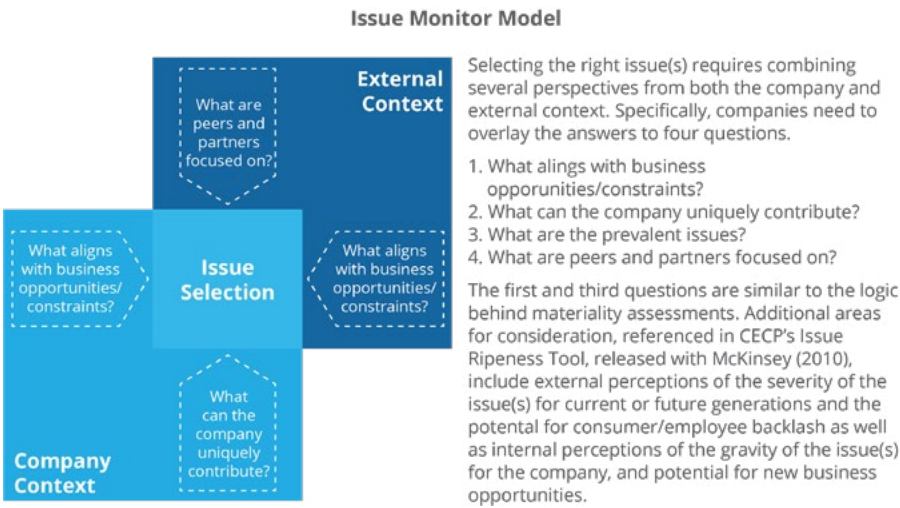 Issue Monitor Model
External
Context
What are
peers and
partners
focused on?
What aligns
with business
opportunities/
constraints?
Issue
Selection
What aligns
with business
opportunities/
constraints?
What
can the
company
uniquely
contribute?
Company
Context
Selecting the right issue(s) requires combining
several perspectives from both the company and
external context. Specifically, companies need to
overlay the answers to four questions.
1. What alings with business
opporunities/constraints?
2. What can the company uniquely contribute?
3. What are the prevalent issues?
4. What are peers and partners focused on?
The first and third questions are similar to the logic
behind materiality assessments. Additional areas
for consideration, referenced in CECP's Issue
Ripeness Tool, released with McKinsey (2010),
include external perceptions of the severity of the
issue(s) for current or future generations and the
potential for consumer/employee backlash as well
as internal perceptions of the gravity of the issue(s)
for the company, and potential for new business
opportunities.